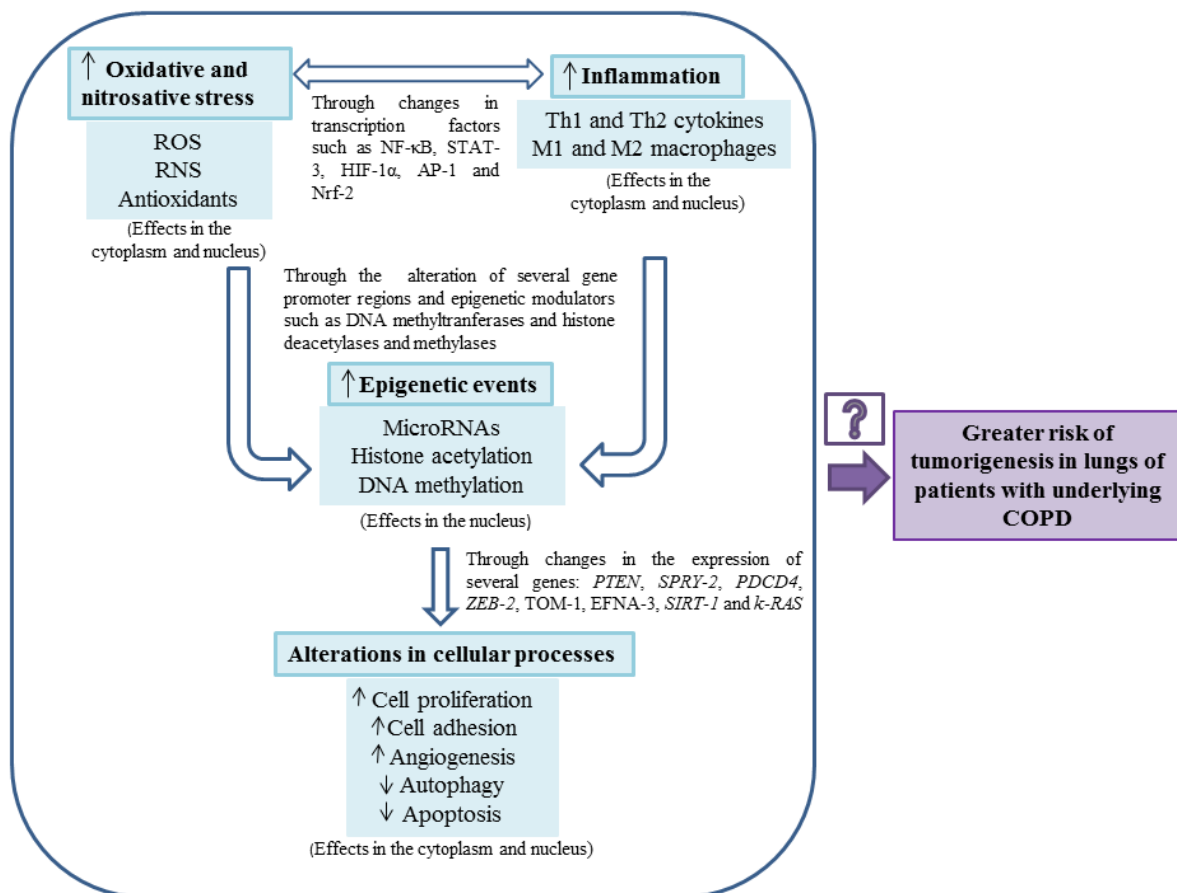 ↑ Oxidative and
nitrosative stress
ROS
RNS
Antioxidants
(Effects in the
cytoplasm and nucleus)
Through changes in
transcription factors
such as NF-κB, STAT-
3, HIF-1α, AP-1 and
Nrf-2
↑ Inflammation
Th1 and Th2 cytokines
M1 and M2 macrophages
(Effects in the
cytoplasm and nucleus)
Through the alteration of several gene
promoter regions and epigenetic modulators
such as DNA methyltranferases and histone
deacetylases and methylases
↑ Epigenetic events
MicroRNAs
Histone acetylation
DNA methylation
(Effects in the nucleus)
Through changes in the expression of
several genes: PTEN, SPRY-2, PDCD4,
ZEB-2, TOM-1, EFNA-3, SIRT-1 and k-RAS
Alterations in cellular processes
↑ Cell proliferation
↑ Cell adhesion
↑ Angiogenesis
↓ Autophagy
↓ Apoptosis
(Effects in the cytoplasm and nucleus)
?
Greater risk of
tumorigenesis in lungs of
patients with underlying
COPD